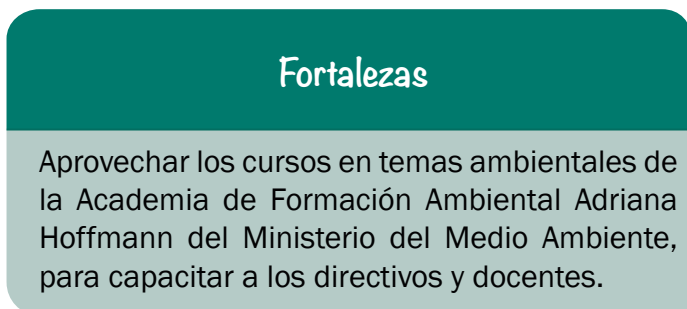 Fortalezas
Aprovechar los cursos en temas ambientales de
la Academia de Formación Ambiental Adriana
Hoffmann del Ministerio del Medio Ambiente,
para capacitar a los directivos y docentes.